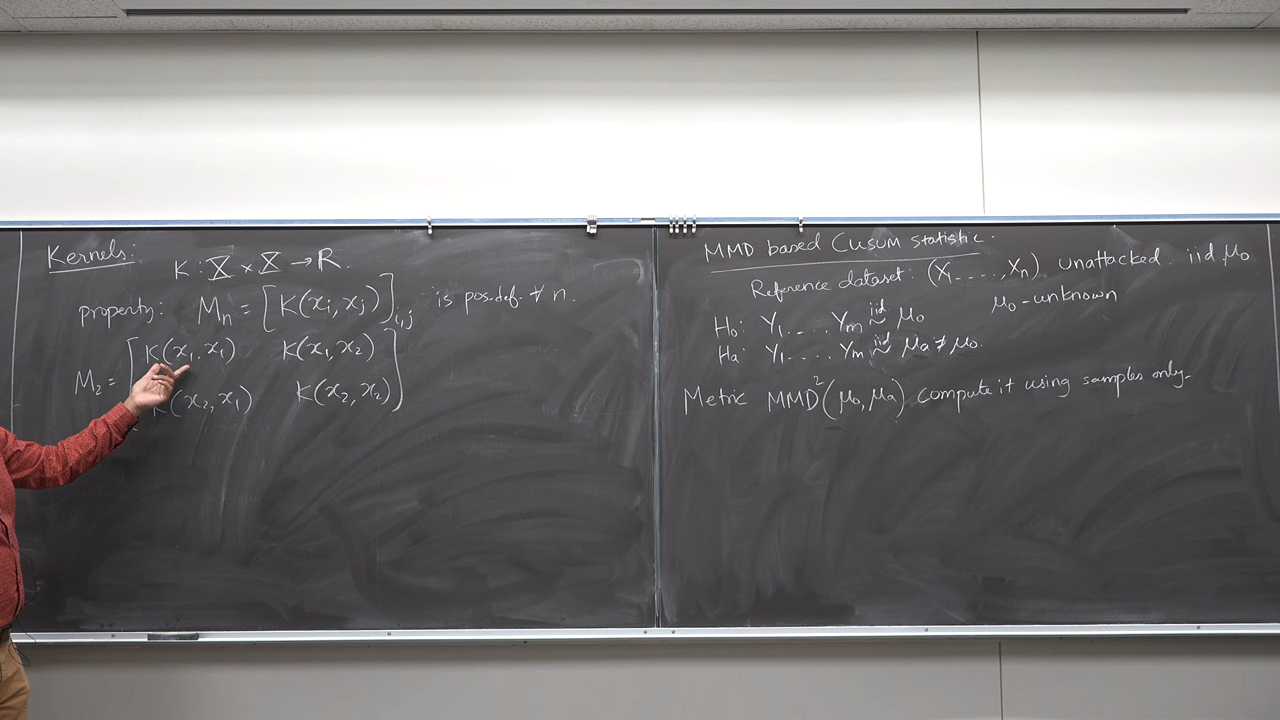 Kernels:
K : X × X → R.
property: Mn = [K(xi, xj)]i,j is pos.def. ∀ n.
M2 = [K(x1, x1) K(x1, x2)
K(x2, x1) K(x2, x2)]
MMD based CUSUM statistic.
Reference dataset: (X1, ...., Xn) unattacked. iid μ0
μ0 - unknown
H0: Y1 .... Ym iid ~ μ0
Ha: Y1 .... Ym iid ~ μa ≠ μ0.
Metric MMD²(μ0, μa) compute it using samples only-